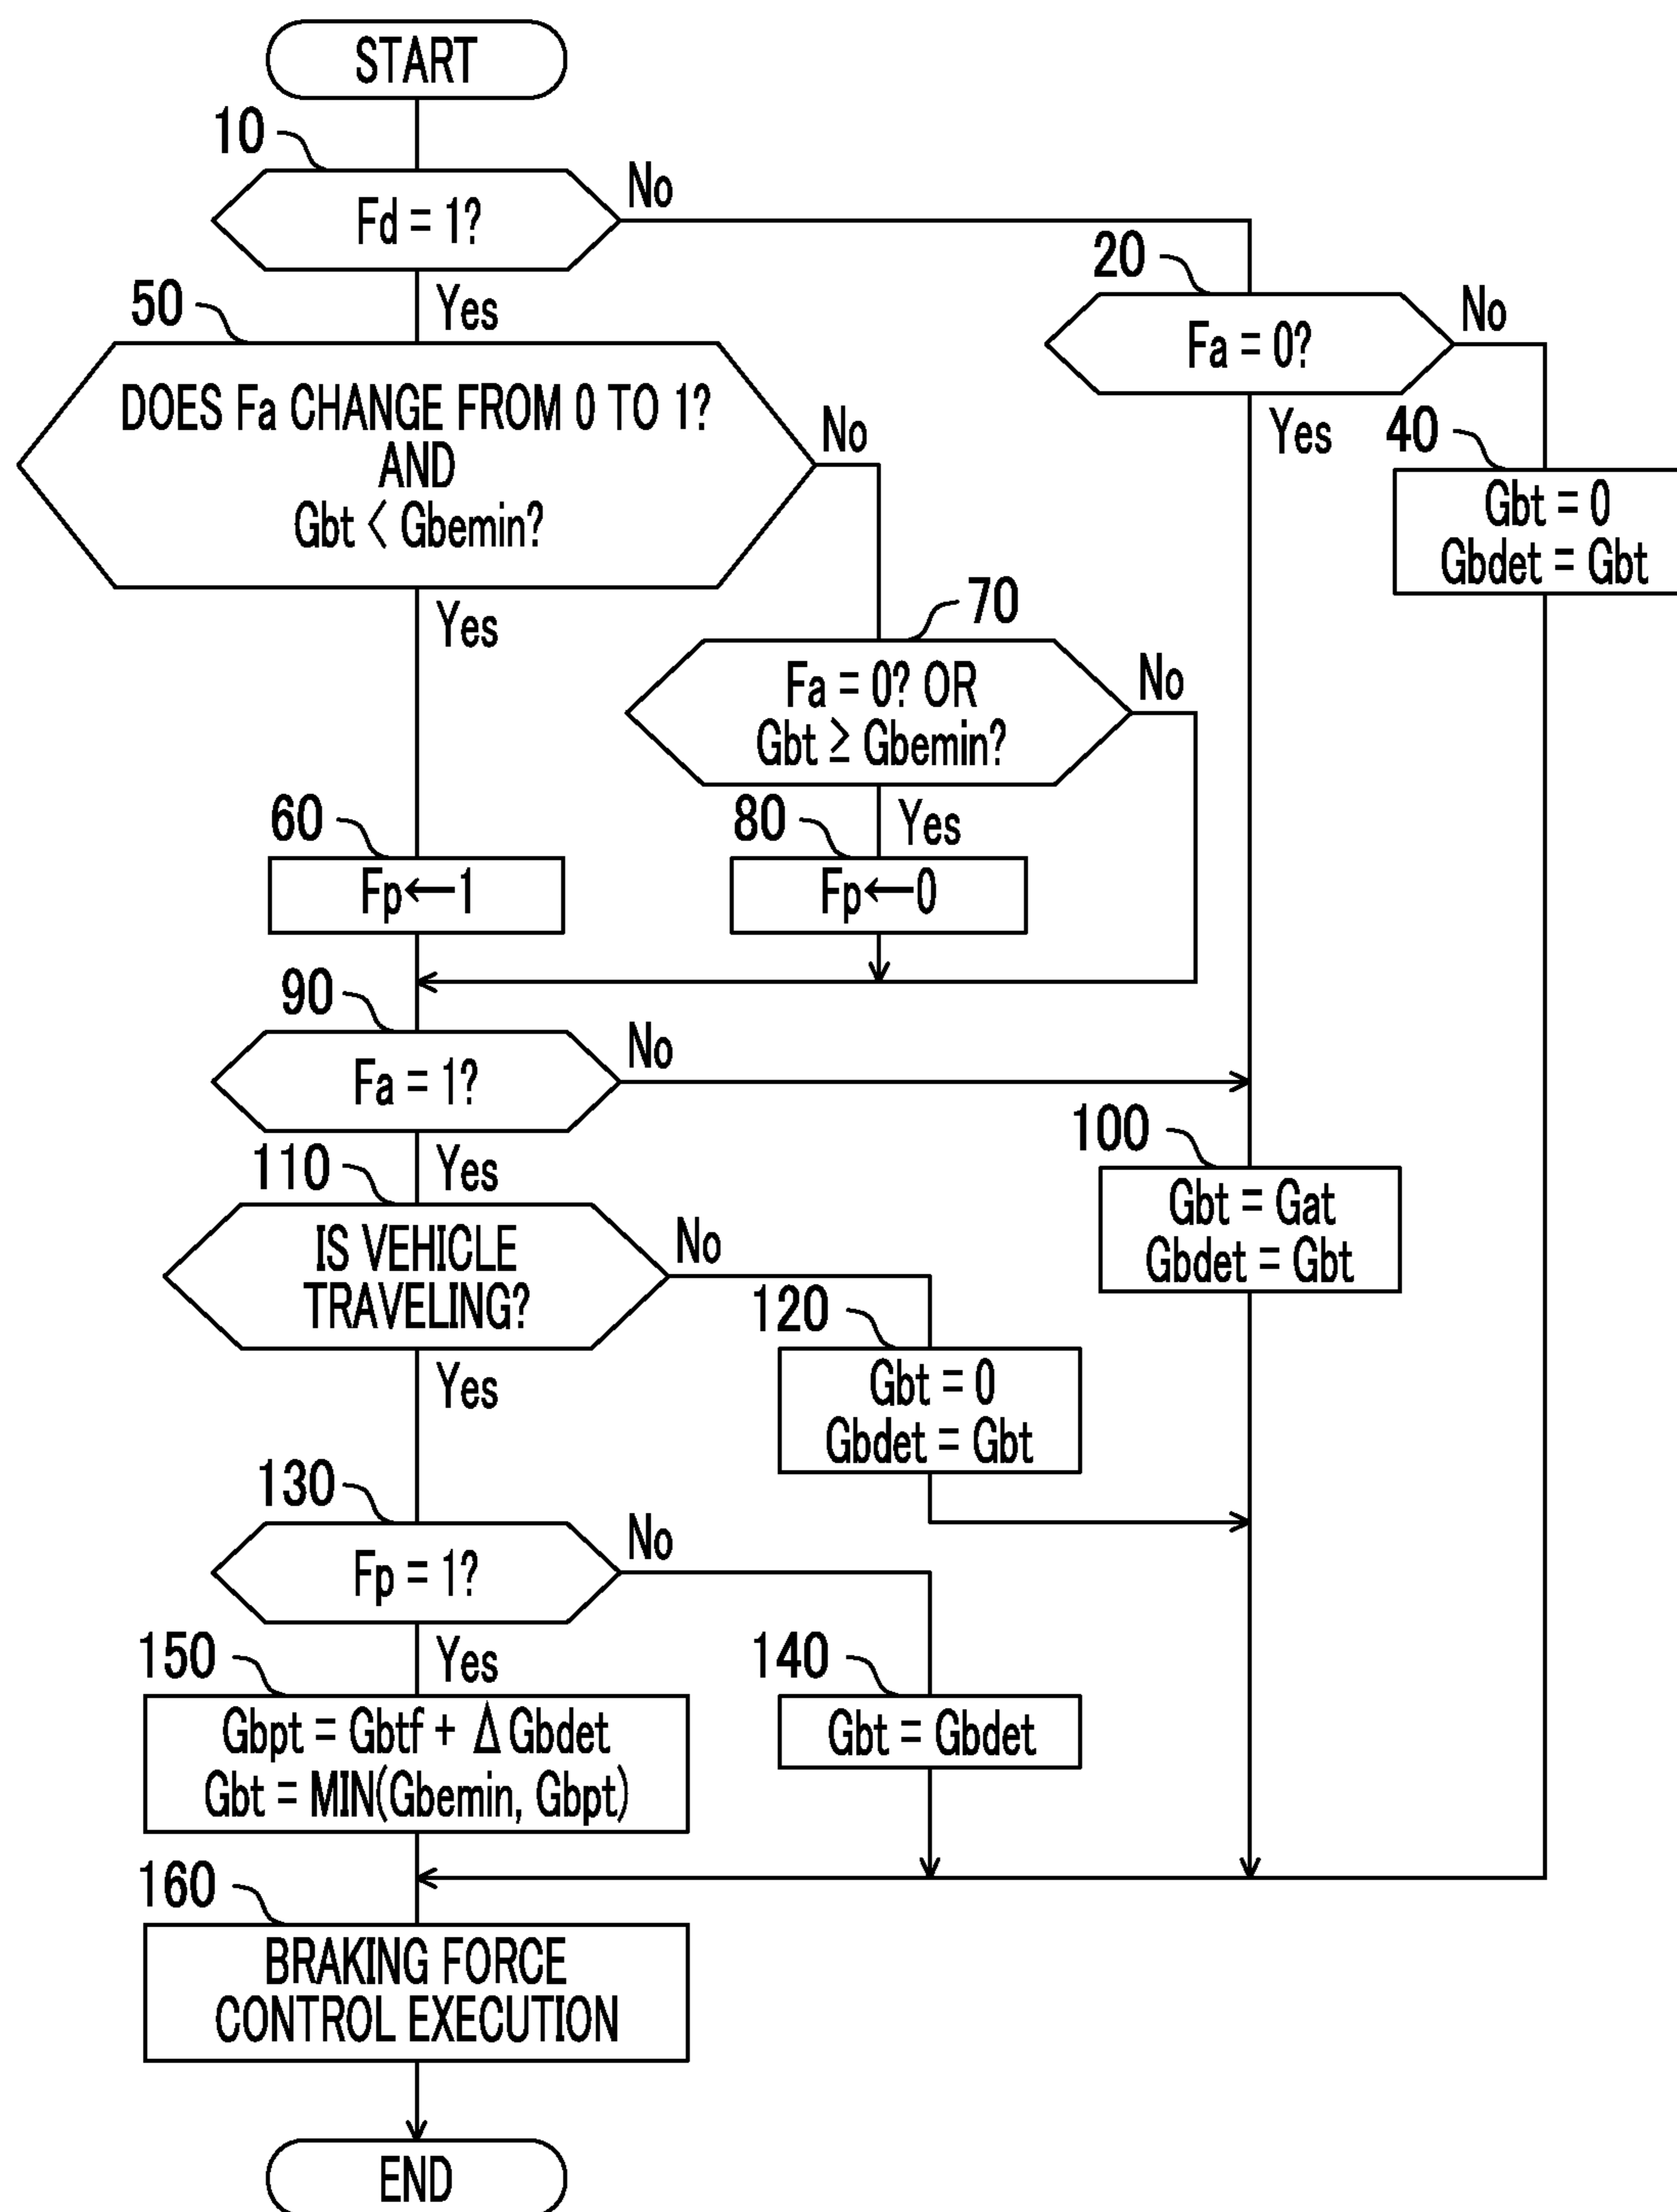 START
10
Fd = 1?
No
Yes
20
Fa = 0?
No
Yes
40
Gbt = 0
Gbdet = Gbt
50
DOES Fa CHANGE FROM 0 TO 1?
AND
Gbt < Gbemin?
No
Yes
70
Fa = 0? OR
Gbt ≥ Gbemin?
No
Yes
60
Fp←1
80
Fp←0
90
Fa = 1?
No
Yes
100
Gbt = Gat
Gbdet = Gbt
110
IS VEHICLE
TRAVELING?
No
Yes
120
Gbt = 0
Gbdet = Gbt
130
Fp = 1?
No
Yes
140
Gbt = Gbdet
150
Gbpt = Gbtf + Δ Gbdet
Gbt = MIN(Gbemin, Gbpt)
160
BRAKING FORCE
CONTROL EXECUTION
END